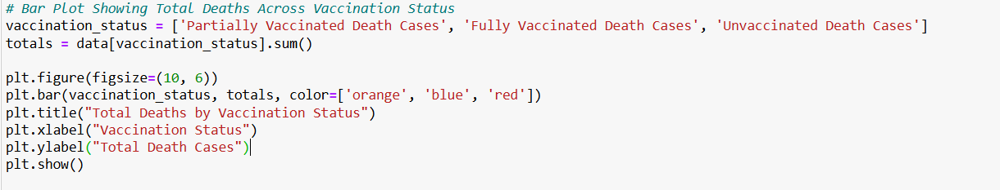 # Bar Plot Showing Total Deaths Across Vaccination Status
vaccination_status = ['Partially Vaccinated Death Cases', 'Fully Vaccinated Death Cases', 'Unvaccinated Death Cases']
totals = data[vaccination_status].sum()
plt.figure(figsize=(10, 6))
plt.bar(vaccination_status, totals, color=['orange', 'blue', 'red'])
plt.title("Total Deaths by Vaccination Status")
plt.xlabel("Vaccination Status")
plt.ylabel("Total Death Cases")
plt.show()